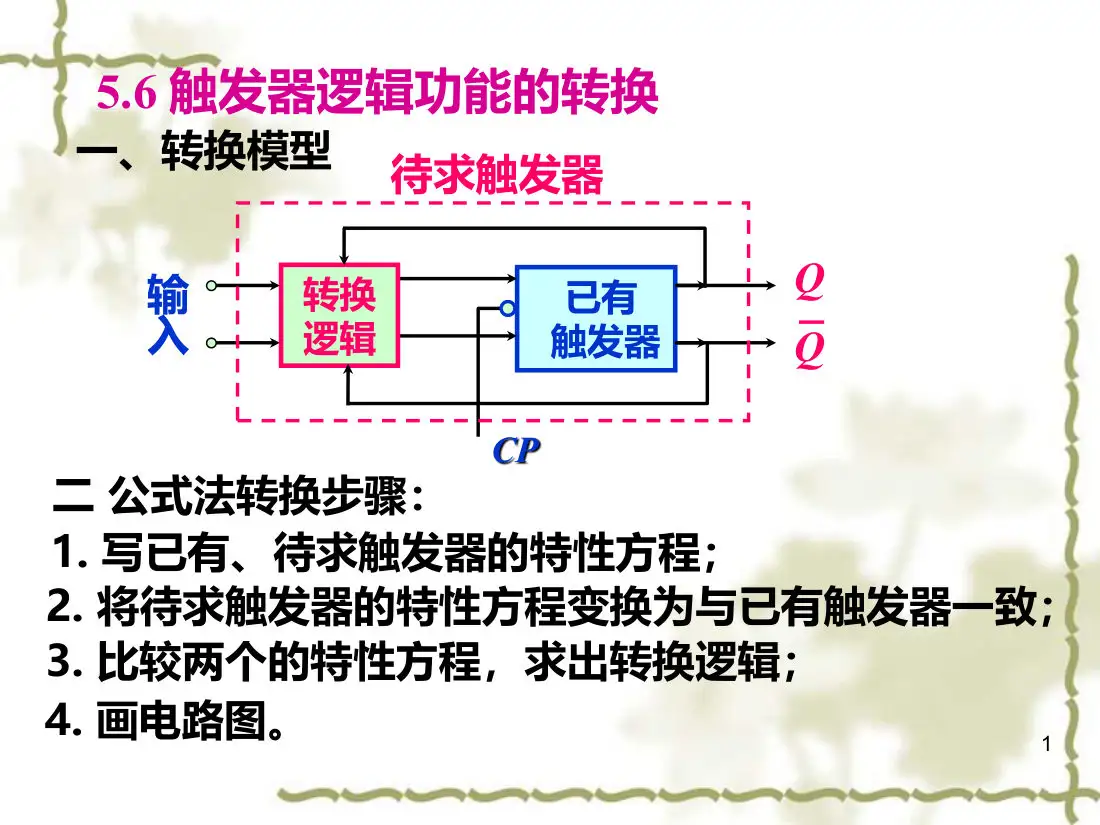 5.6 触发器逻辑功能的转换
一、转换模型
待求触发器
输
入
转换
逻辑
已有
触发器
Q
Q̅
CP
二 公式法转换步骤：
1. 写已有、待求触发器的特性方程；
2. 将待求触发器的特性方程变换为与已有触发器一致；
3. 比较两个的特性方程，求出转换逻辑；
4. 画电路图。
1